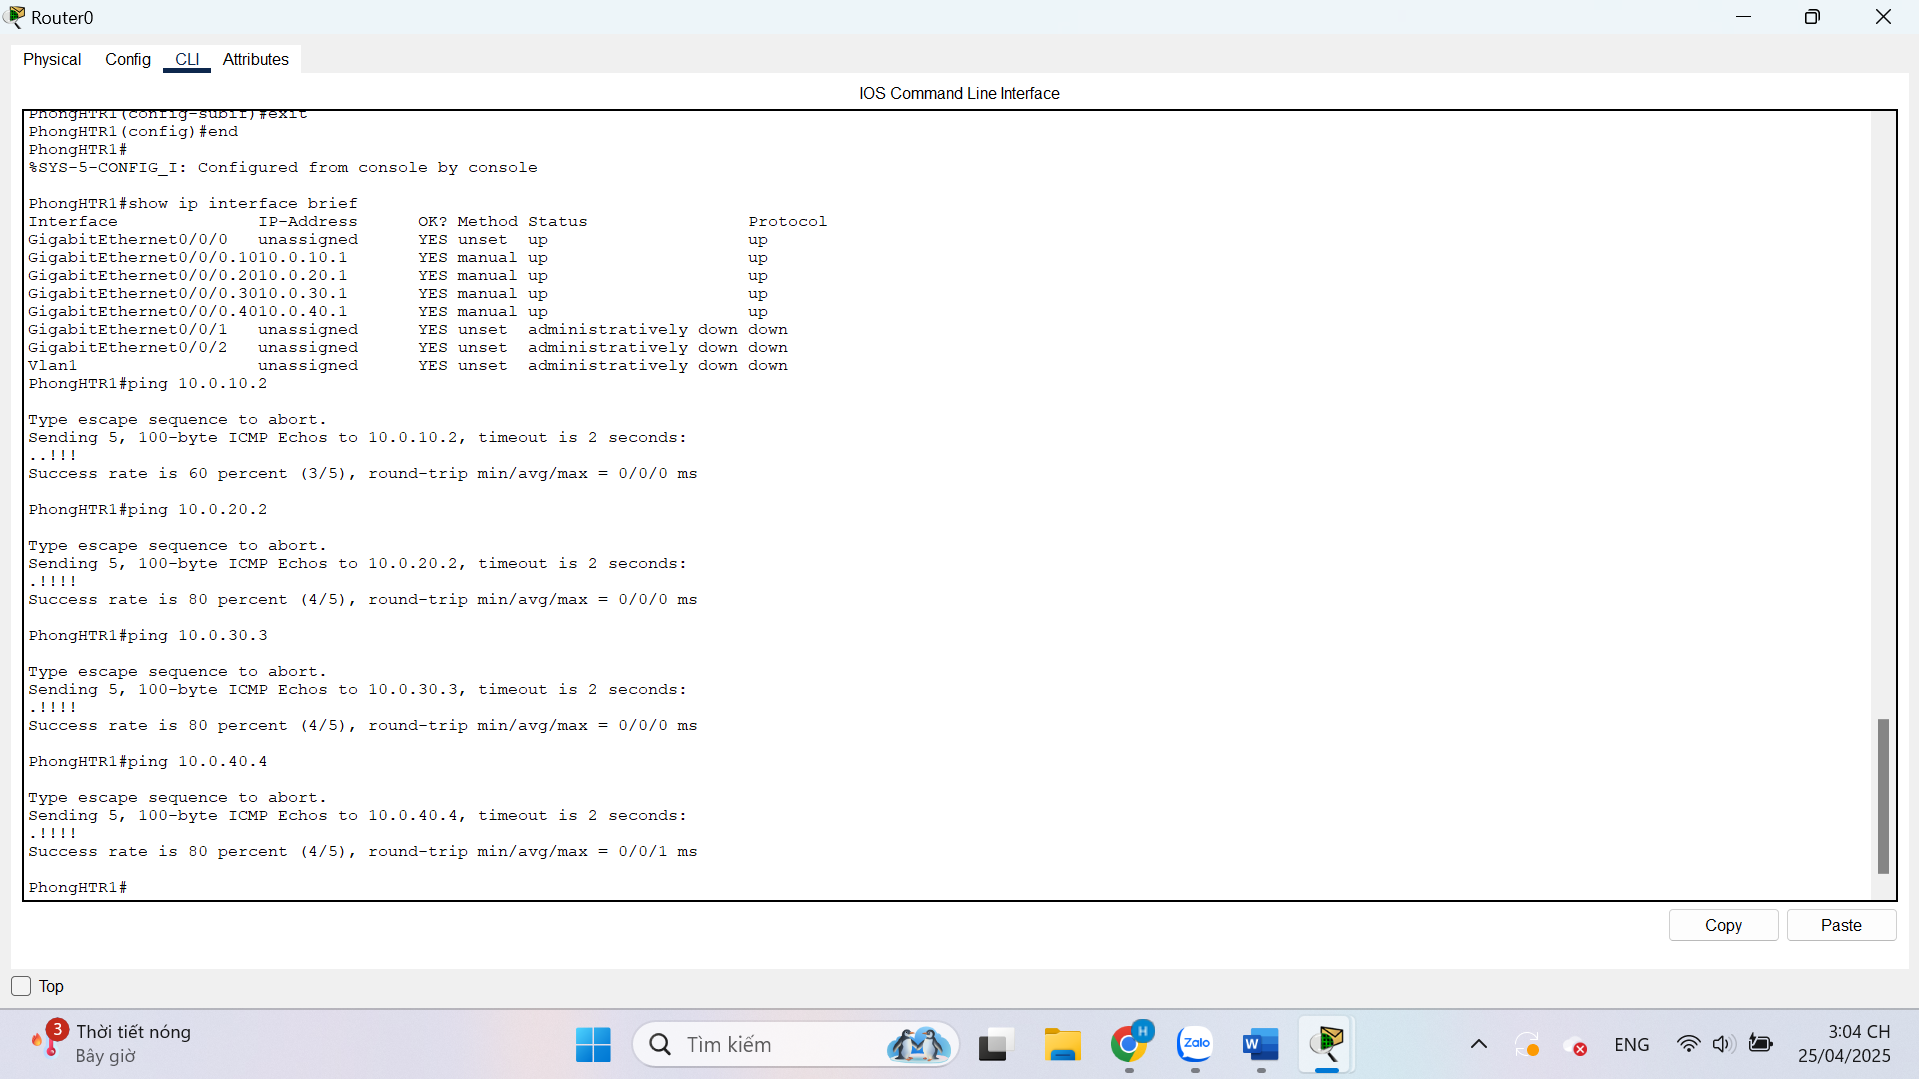 Router0
Physical Config CLI Attributes
IOS Command Line Interface
PhongHTR1(config-subif)#exit
PhongHTR1(config)#end
PhongHTR1#
%SYS-5-CONFIG_I: Configured from console by console
PhongHTR1#show ip interface brief
Interface IP-Address OK? Method Status Protocol
GigabitEthernet0/0/0 unassigned YES unset up up
GigabitEthernet0/0/0.1010.0.10.1 YES manual up up
GigabitEthernet0/0/0.2010.0.20.1 YES manual up up
GigabitEthernet0/0/0.3010.0.30.1 YES manual up up
GigabitEthernet0/0/0.4010.0.40.1 YES manual up up
GigabitEthernet0/0/1 unassigned YES unset administratively down down
GigabitEthernet0/0/2 unassigned YES unset administratively down down
Vlan1 unassigned YES unset administratively down down
PhongHTR1#ping 10.0.10.2
Type escape sequence to abort.
Sending 5, 100-byte ICMP Echos to 10.0.10.2, timeout is 2 seconds:
..!!!
Success rate is 60 percent (3/5), round-trip min/avg/max = 0/0/0 ms
PhongHTR1#ping 10.0.20.2
Type escape sequence to abort.
Sending 5, 100-byte ICMP Echos to 10.0.20.2, timeout is 2 seconds:
.!!!!
Success rate is 80 percent (4/5), round-trip min/avg/max = 0/0/0 ms
PhongHTR1#ping 10.0.30.3
Type escape sequence to abort.
Sending 5, 100-byte ICMP Echos to 10.0.30.3, timeout is 2 seconds:
.!!!!
Success rate is 80 percent (4/5), round-trip min/avg/max = 0/0/0 ms
PhongHTR1#ping 10.0.40.4
Type escape sequence to abort.
Sending 5, 100-byte ICMP Echos to 10.0.40.4, timeout is 2 seconds:
.!!!!
Success rate is 80 percent (4/5), round-trip min/avg/max = 0/0/1 ms
PhongHTR1#
Copy Paste
Top
3 Thời tiết nóng
Bây giờ
Tìm kiếm
H
Zalo
W
ENG
3:04 CH
25/04/2025